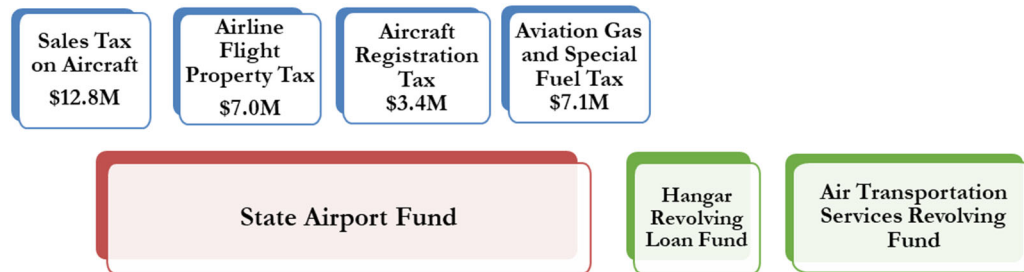 Sales Tax
on Aircraft
$12.8M
Airline
Flight
Property Tax
$7.0M
Aircraft
Registration
Tax
$3.4M
Aviation Gas
and Special
Fuel Tax
$7.1M
State Airport Fund
Hangar
Revolving
Loan Fund
Air Transportation
Services Revolving
Fund